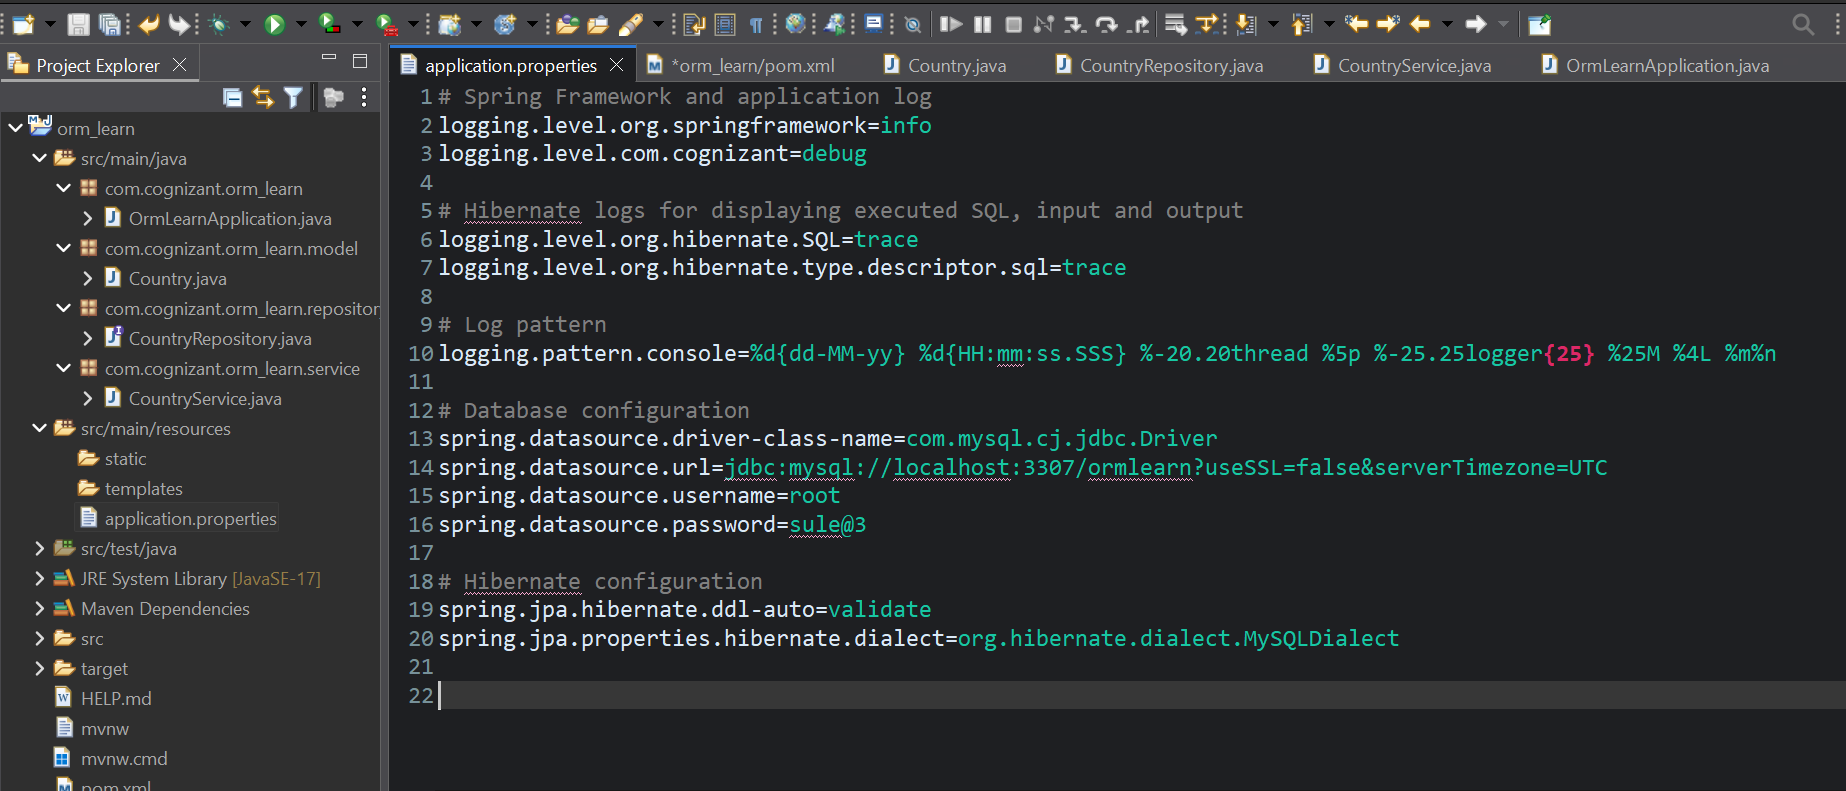 Project Explorer
application.properties
*orm_learn/pom.xml
Country.java
CountryRepository.java
CountryService.java
OrmLearnApplication.java
orm_learn
src/main/java
com.cognizant.orm_learn
OrmLearnApplication.java
com.cognizant.orm_learn.model
Country.java
com.cognizant.orm_learn.repositor
CountryRepository.java
com.cognizant.orm_learn.service
CountryService.java
src/main/resources
static
templates
application.properties
src/test/java
JRE System Library [JavaSE-17]
Maven Dependencies
src
target
HELP.md
mvnw
mvnw.cmd
pom.xml
1 # Spring Framework and application log
2 logging.level.org.springframework=info
3 logging.level.com.cognizant=debug
4
5 # Hibernate logs for displaying executed SQL, input and output
6 logging.level.org.hibernate.SQL=trace
7 logging.level.org.hibernate.type.descriptor.sql=trace
8
9 # Log pattern
10 logging.pattern.console=%d{dd-MM-yy} %d{HH:mm:ss.SSS} %-20.20thread %5p %-25.25logger{25} %25M %4L %m%n
11
12 # Database configuration
13 spring.datasource.driver-class-name=com.mysql.cj.jdbc.Driver
14 spring.datasource.url=jdbc:mysql://localhost:3307/ormlearn?useSSL=false&serverTimezone=UTC
15 spring.datasource.username=root
16 spring.datasource.password=sule@3
17
18 # Hibernate configuration
19 spring.jpa.hibernate.ddl-auto=validate
20 spring.jpa.properties.hibernate.dialect=org.hibernate.dialect.MySQLDialect
21
22